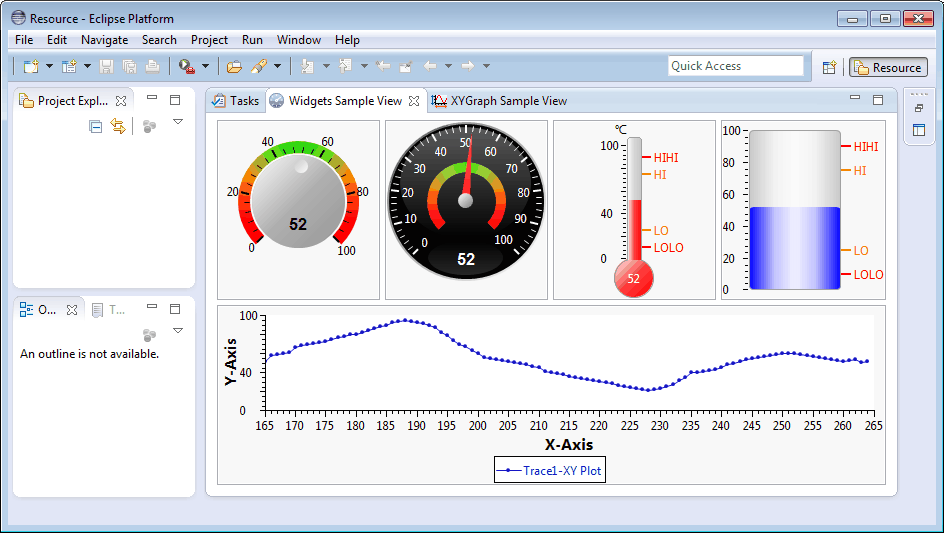 Resource - Eclipse Platform
File Edit Navigate Search Project Run Window Help
Quick Access
Resource
Project Expl...
Tasks
Widgets Sample View
XYGraph Sample View
0 20 40 60 80 100
52
0 10 20 30 40 50 60 70 80 90 100
52
°C
100
40
0
HIHI
HI
LO
LOLO
52
100
80
60
40
20
0
HIHI
HI
LO
LOLO
O...
T...
An outline is not available.
Y-Axis
100
40
0
165 170 175 180 185 190 195 200 205 210 215 220 225 230 235 240 245 250 255 260 265
X-Axis
Trace1-XY Plot